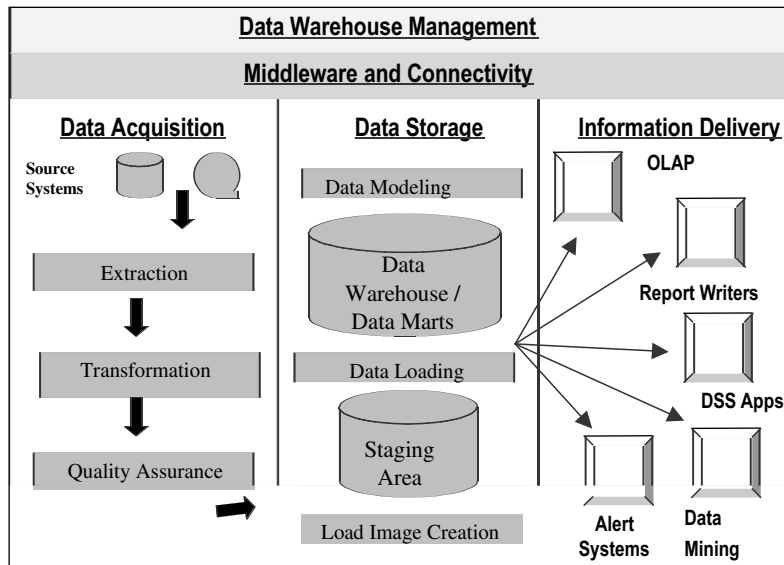 Data Warehouse Management
Middleware and Connectivity
Data Acquisition
Source
Systems
Extraction
Transformation
Quality Assurance
Data Storage
Data Modeling
Data
Warehouse /
Data Marts
Data Loading
Staging
Area
Load Image Creation
Information Delivery
OLAP
Report Writers
DSS Apps
Alert
Systems
Data
Mining